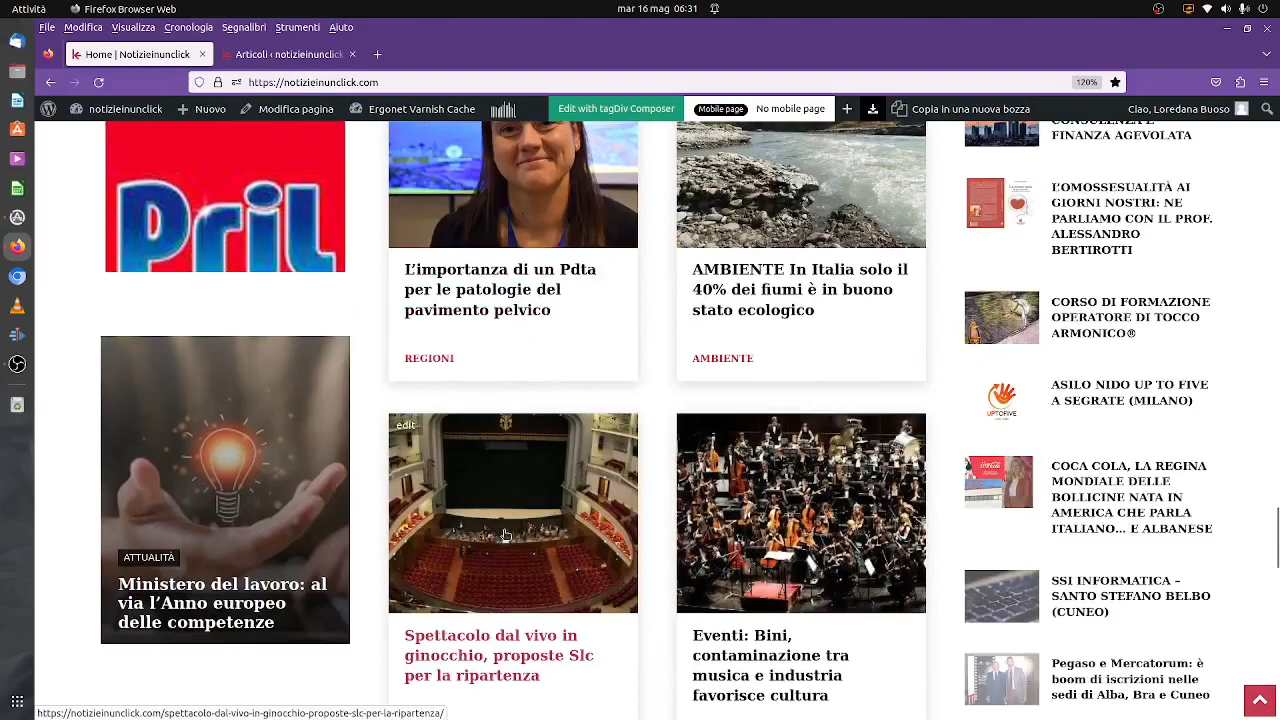 Attività
Firefox Browser Web
mar 16 mag 06:31
File Modifica Visualizza Cronologia Segnalibri Strumenti Aiuto
Home | Notizieinunclick
Articoli ‹ notizieinunclick
https://notizieinunclick.com
120%
notizieinunclick
Nuovo
Modifica pagina
Ergonet Varnish Cache
Edit with tagDiv Composer
Mobile page
No mobile page
Copia in una nuova bozza
Ciao, Loredana Buoso
Pril
ATTUALITÀ
Ministero del lavoro: al
via l’Anno europeo
delle competenze
L’importanza di un Pdta
per le patologie del
pavimento pelvico
REGIONI
AMBIENTE In Italia solo il
40% dei fiumi è in buono
stato ecologico
AMBIENTE
edit
Spettacolo dal vivo in
ginocchio, proposte Slc
per la ripartenza
Eventi: Bini,
contaminazione tra
musica e industria
favorisce cultura
FINANZA AGEVOLATA
L’OMOSSESUALITÀ AI
GIORNI NOSTRI: NE
PARLIAMO CON IL PROF.
ALESSANDRO
BERTIROTTI
CORSO DI FORMAZIONE
OPERATORE DI TOCCO
ARMONICO®
UPTOFIVE
ASILO NIDO UP TO FIVE
A SEGRATE (MILANO)
Coca-Cola
COCA COLA, LA REGINA
MONDIALE DELLE
BOLLICINE NATA IN
AMERICA CHE PARLA
ITALIANO… E ALBANESE
SSI INFORMATICA –
SANTO STEFANO BELBO
(CUNEO)
Pegaso e Mercatorum: è
boom di iscrizioni nelle
sedi di Alba, Bra e Cuneo
https://notizieinunclick.com/spettacolo-dal-vivo-in-ginocchio-proposte-slc-per-la-ripartenza/